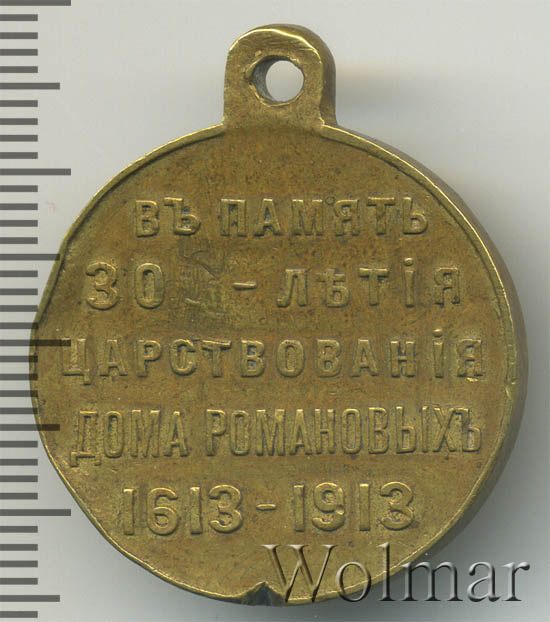 ВЪ ПАМЯТЬ
30 - ЛѢТІЯ
ЦАРСТВОВАНІЯ
ДОМА РОМАНОВЫХЪ
1613-1913
Wolmar